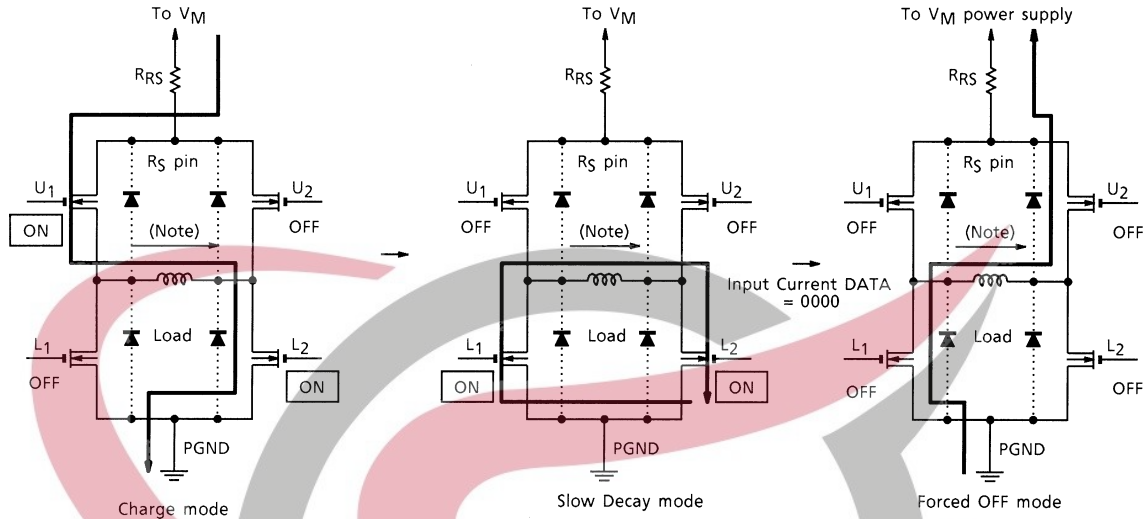 To VM
To VM
To VM power supply
RRS
RRS
RRS
RS pin
RS pin
RS pin
U1
U2
U1
U2
U1
U2
ON
OFF
OFF
OFF
OFF
OFF
(Note)
(Note)
(Note)
Input Current DATA
= 0000
Load
Load
Load
L1
L2
L1
L2
L1
L2
OFF
ON
ON
ON
OFF
OFF
PGND
PGND
PGND
Charge mode
Slow Decay mode
Forced OFF mode